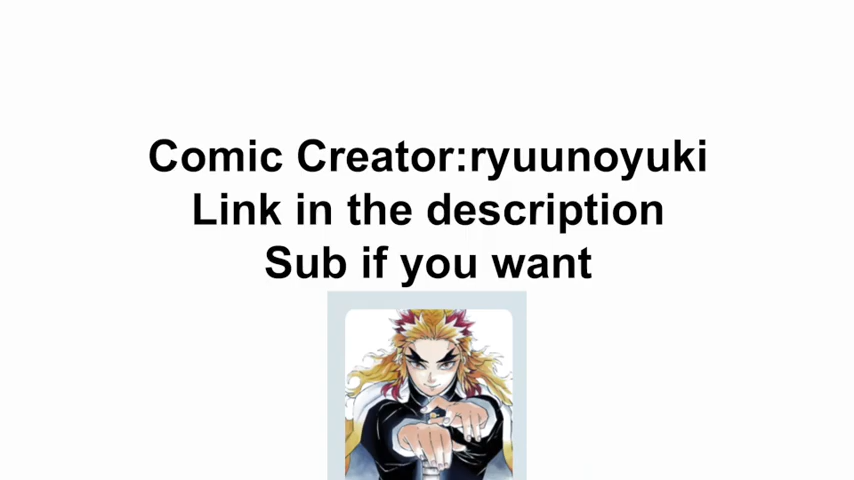 Comic Creator:ryuunoyuki
Link in the description
Sub if you want